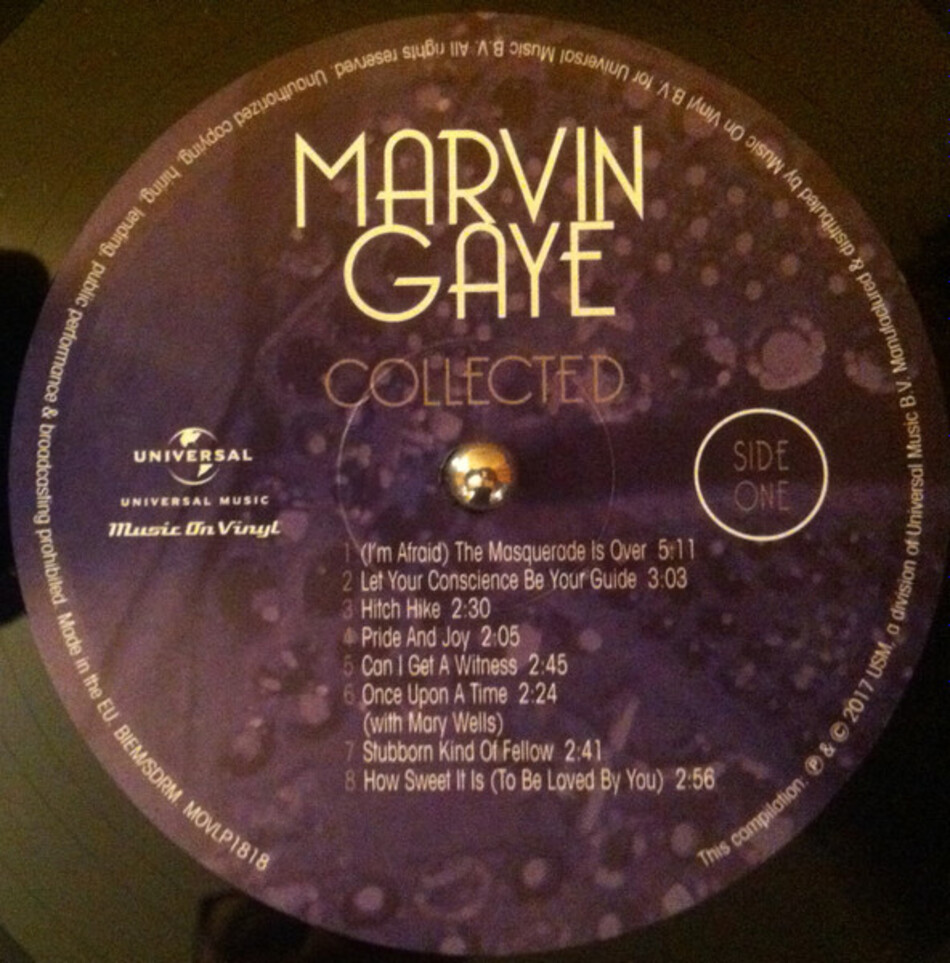 MARVIN
GAYE
COLLECTED
UNIVERSAL
UNIVERSAL MUSIC
Music On Vinyl
SIDE
ONE
1 (I'm Afraid) The Masquerade Is Over 5:11
2 Let Your Conscience Be Your Guide 3:03
3 Hitch Hike 2:30
4 Pride And Joy 2:05
5 Can I Get A Witness 2:45
6 Once Upon A Time 2:24
(with Mary Wells)
7 Stubborn Kind Of Fellow 2:41
8 How Sweet It Is (To Be Loved By You) 2:56
This compilation: ℗ & © 2017 USM, a division of Universal Music B.V. Manufactured & distributed by Music On Vinyl B.V. for Universal Music B.V. All rights reserved. Unauthorized copying, hiring, lending, public performance & broadcasting prohibited. Made in the EU. BIEM/SDRM. MOVLP1818